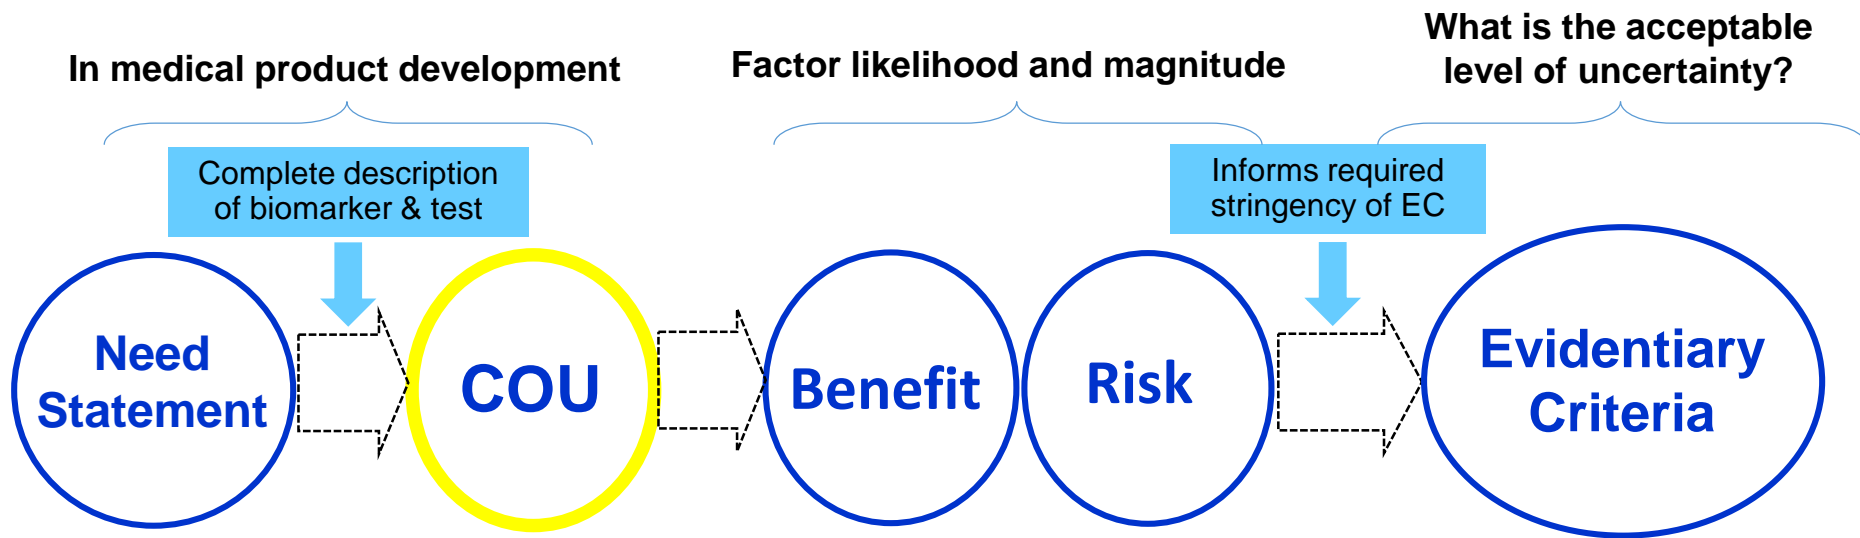 In medical product development
Factor likelihood and magnitude
What is the acceptable
level of uncertainty?
Complete description
of biomarker & test
Informs required
stringency of EC
Need
Statement
COU
Benefit
Risk
Evidentiary
Criteria